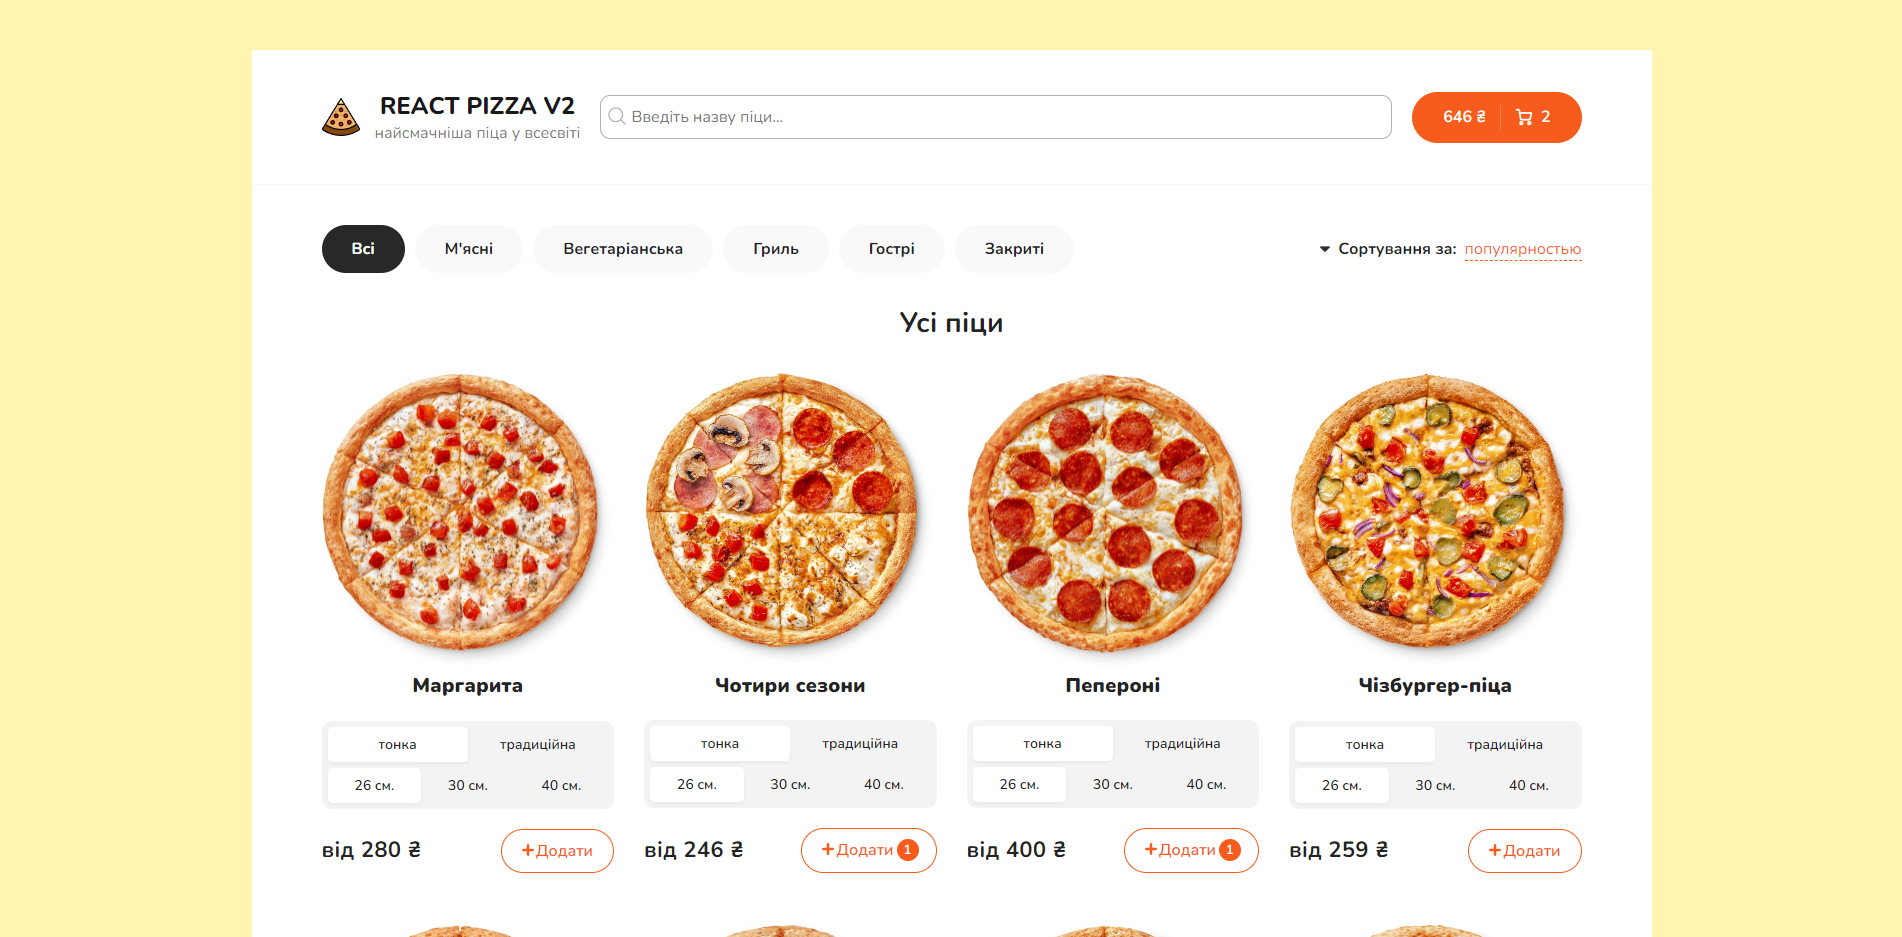 REACT PIZZA V2
найсмачніша піца у всесвіті
Введіть назву піци...
646 ₴ 2
Всі М'ясні Вегетаріанська Гриль Гострі Закриті Сортування за: популярностью
Усі піци
Маргарита Чотири сезони Пепероні Чізбургер-піца
тонка традиційна тонка традиційна тонка традиційна тонка традиційна
26 см. 30 см. 40 см. 26 см. 30 см. 40 см. 26 см. 30 см. 40 см. 26 см. 30 см. 40 см.
від 280 ₴ +Додати від 246 ₴ +Додати 1 від 400 ₴ +Додати 1 від 259 ₴ +Додати